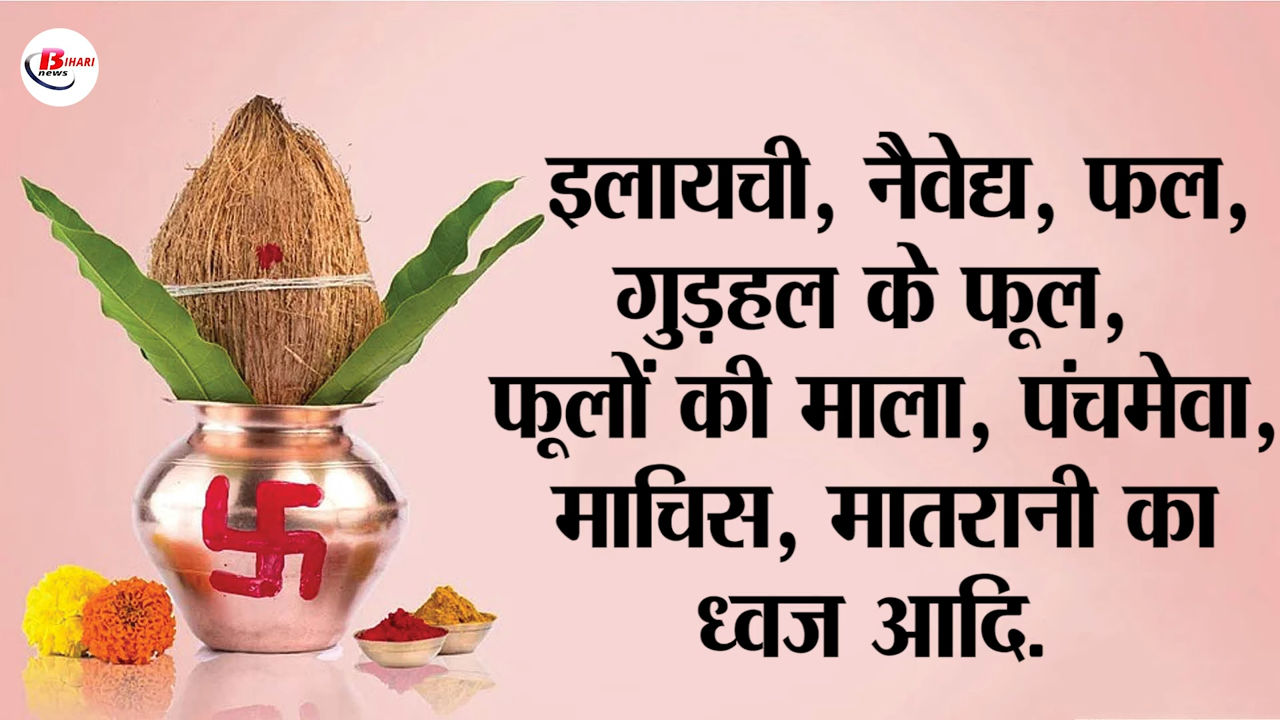 BIHARI
news
इलायची, नैवेद्य, फल,
गुड़हल के फूल,
फूलों की माला, पंचमेवा,
माचिस, मातरानी का
ध्वज आदि.